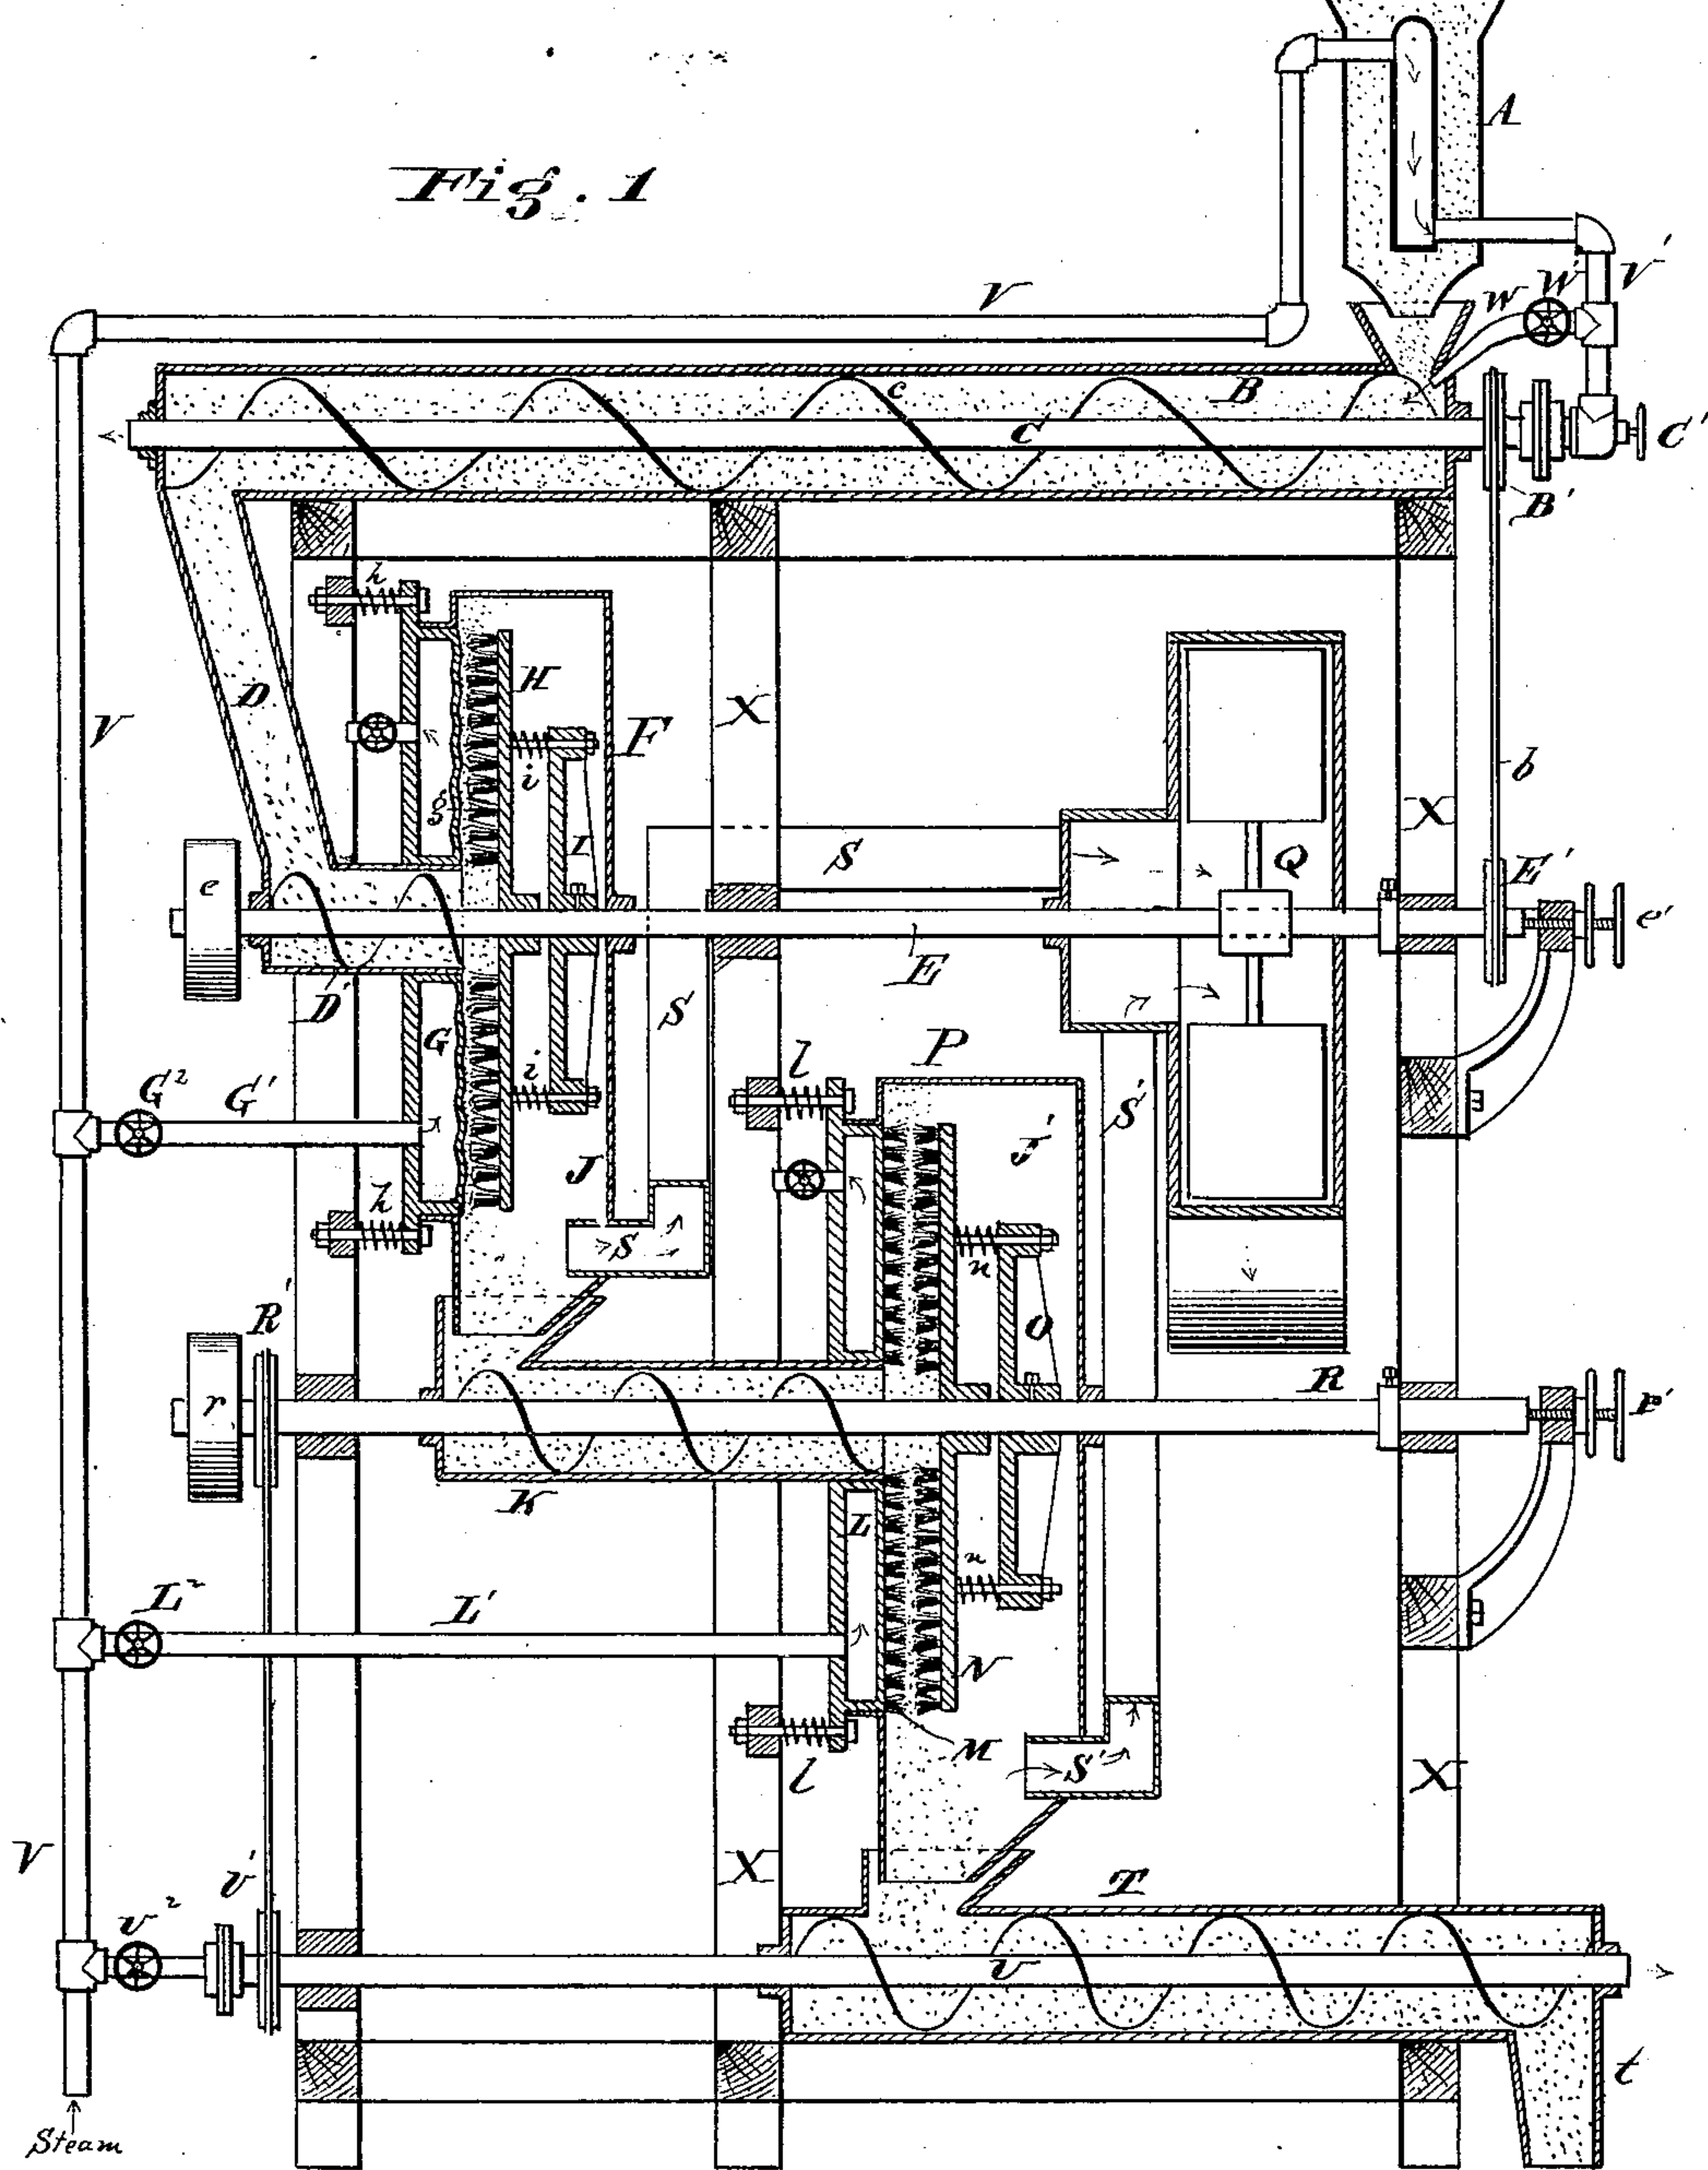 Fig. 1
A
V
W W' V'
c B
C C'
B'
h
D H
V F X
i b
g X
I S Q E'
e e'
E
D' S
G P
G² G' i l S'
J J'
h S n
R'
O
r R r'
K
L
L² L' n
N
M
l S' X
V v' X T
v²
v
t
Steam